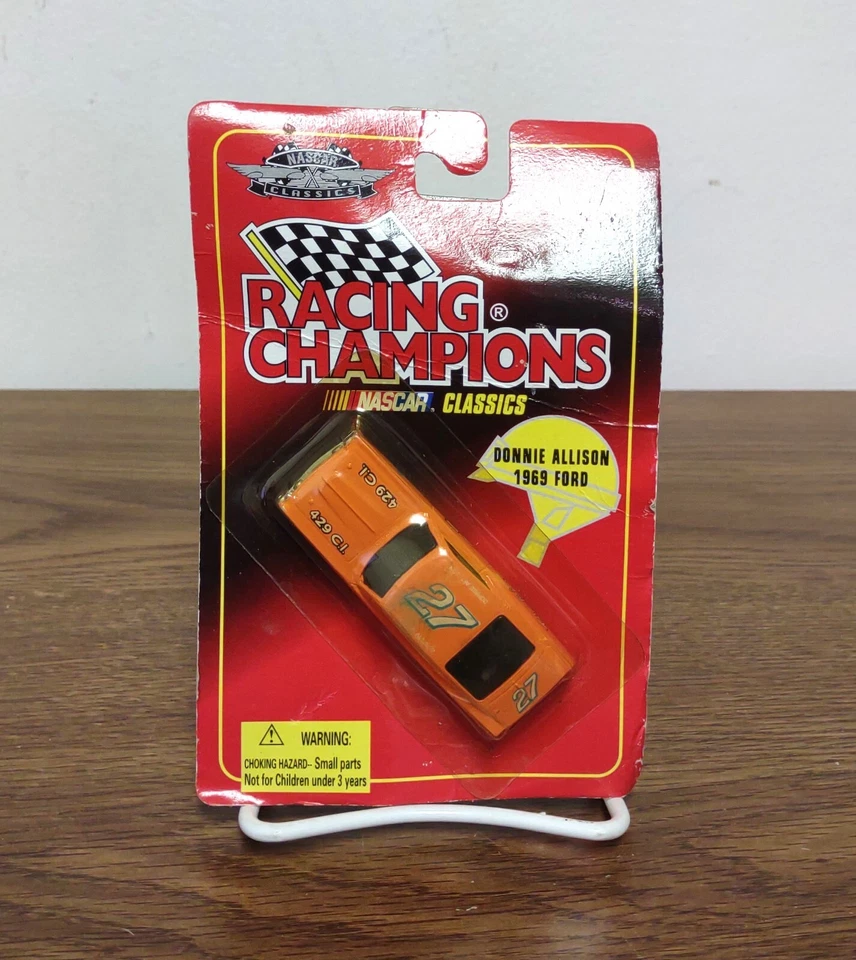 NASCAR
CLASSICS
RACING ®
CHAMPIONS
NASCAR CLASSICS
DONNIE ALLISON
1969 FORD
429 C.I.
429 C.I.
27
27
WARNING:
CHOKING HAZARD-- Small parts
Not for Children under 3 years